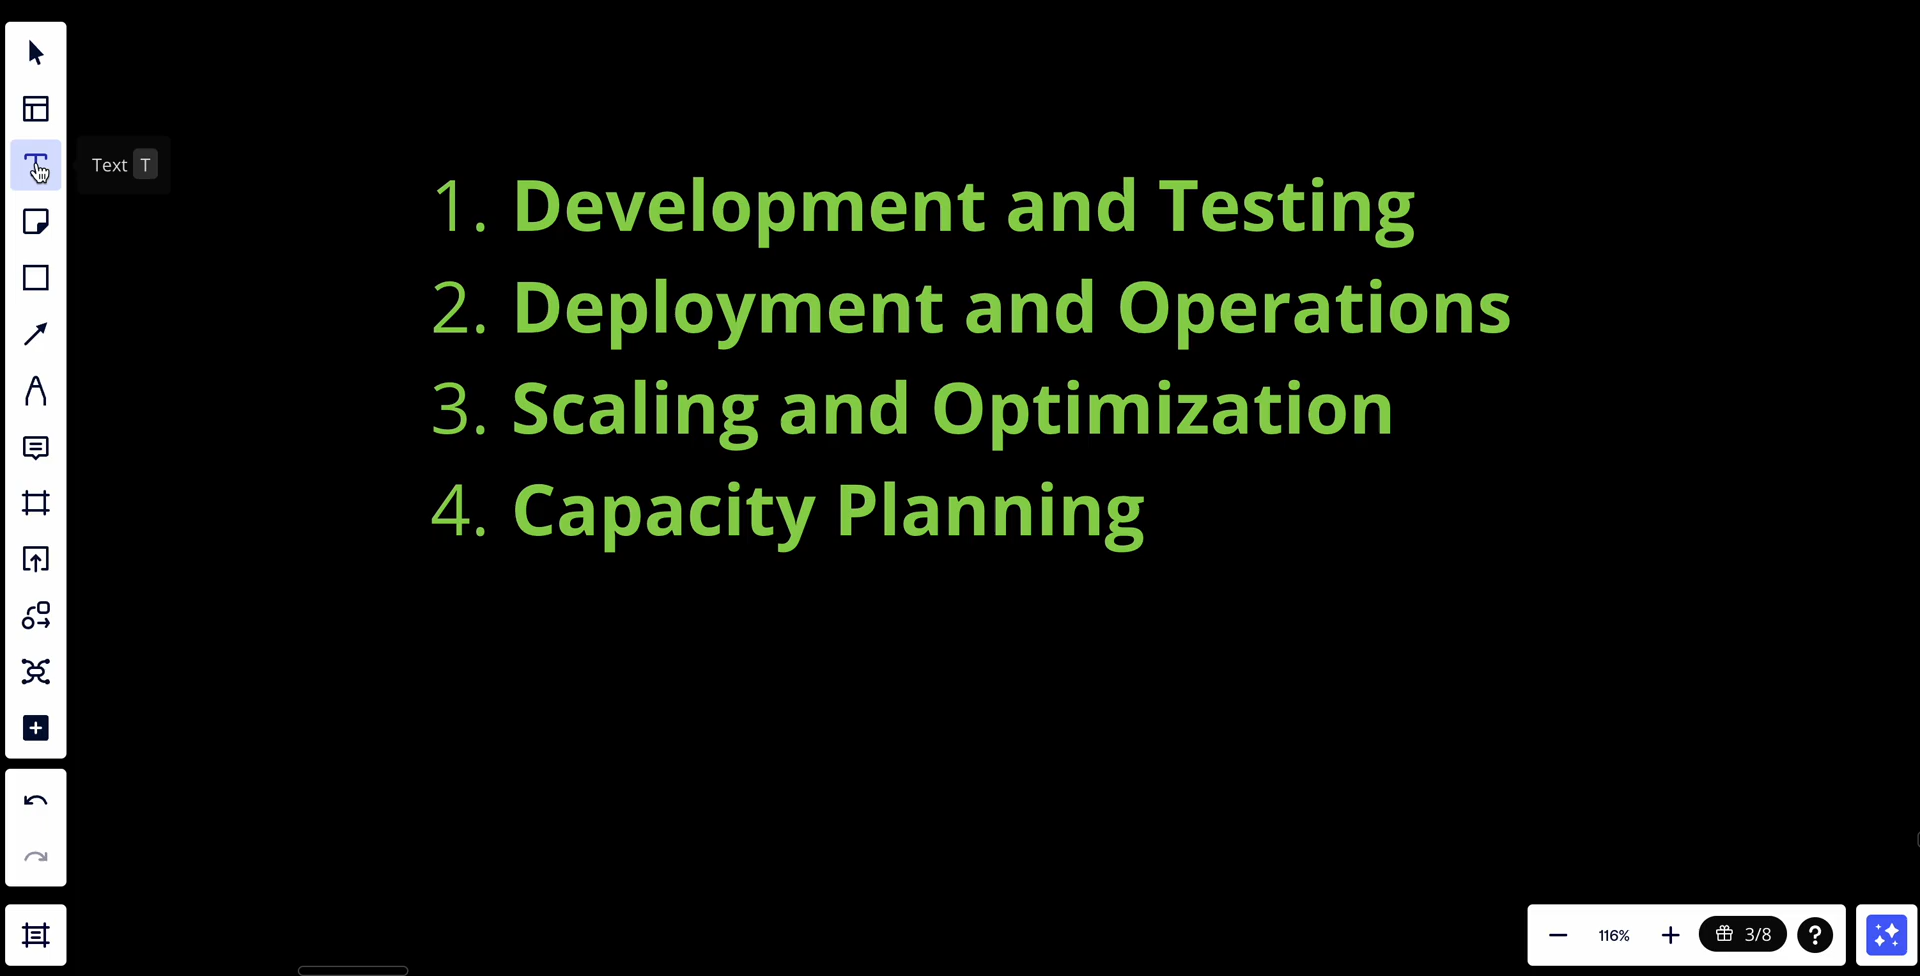 Text T
1. Development and Testing
2. Deployment and Operations
3. Scaling and Optimization
4. Capacity Planning
116%
3/8
?